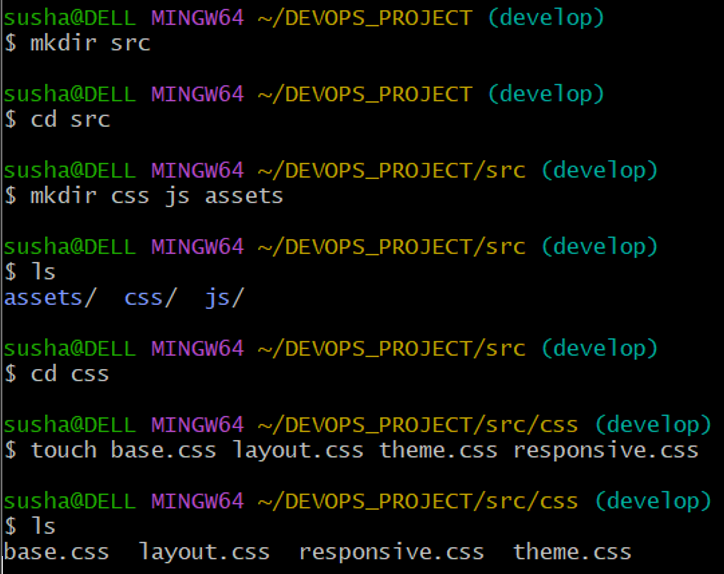 susha@DELL MINGW64 ~/DEVOPS_PROJECT (develop)
$ mkdir src
susha@DELL MINGW64 ~/DEVOPS_PROJECT (develop)
$ cd src
susha@DELL MINGW64 ~/DEVOPS_PROJECT/src (develop)
$ mkdir css js assets
susha@DELL MINGW64 ~/DEVOPS_PROJECT/src (develop)
$ ls
assets/  css/  js/
susha@DELL MINGW64 ~/DEVOPS_PROJECT/src (develop)
$ cd css
susha@DELL MINGW64 ~/DEVOPS_PROJECT/src/css (develop)
$ touch base.css layout.css theme.css responsive.css
susha@DELL MINGW64 ~/DEVOPS_PROJECT/src/css (develop)
$ ls
base.css  layout.css  responsive.css  theme.css